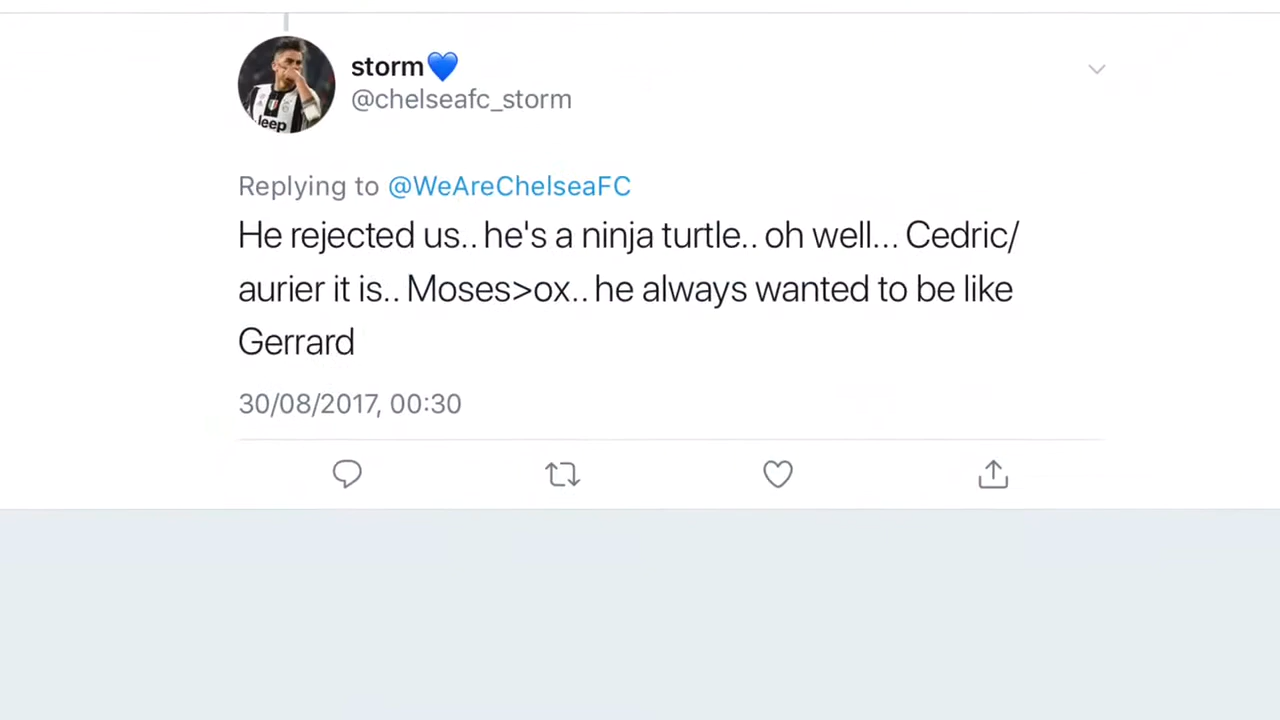 storm💙
@chelseafc_storm
Jeep
Replying to @WeAreChelseaFC
He rejected us.. he's a ninja turtle.. oh well... Cedric/
aurier it is.. Moses>ox.. he always wanted to be like
Gerrard
30/08/2017, 00:30